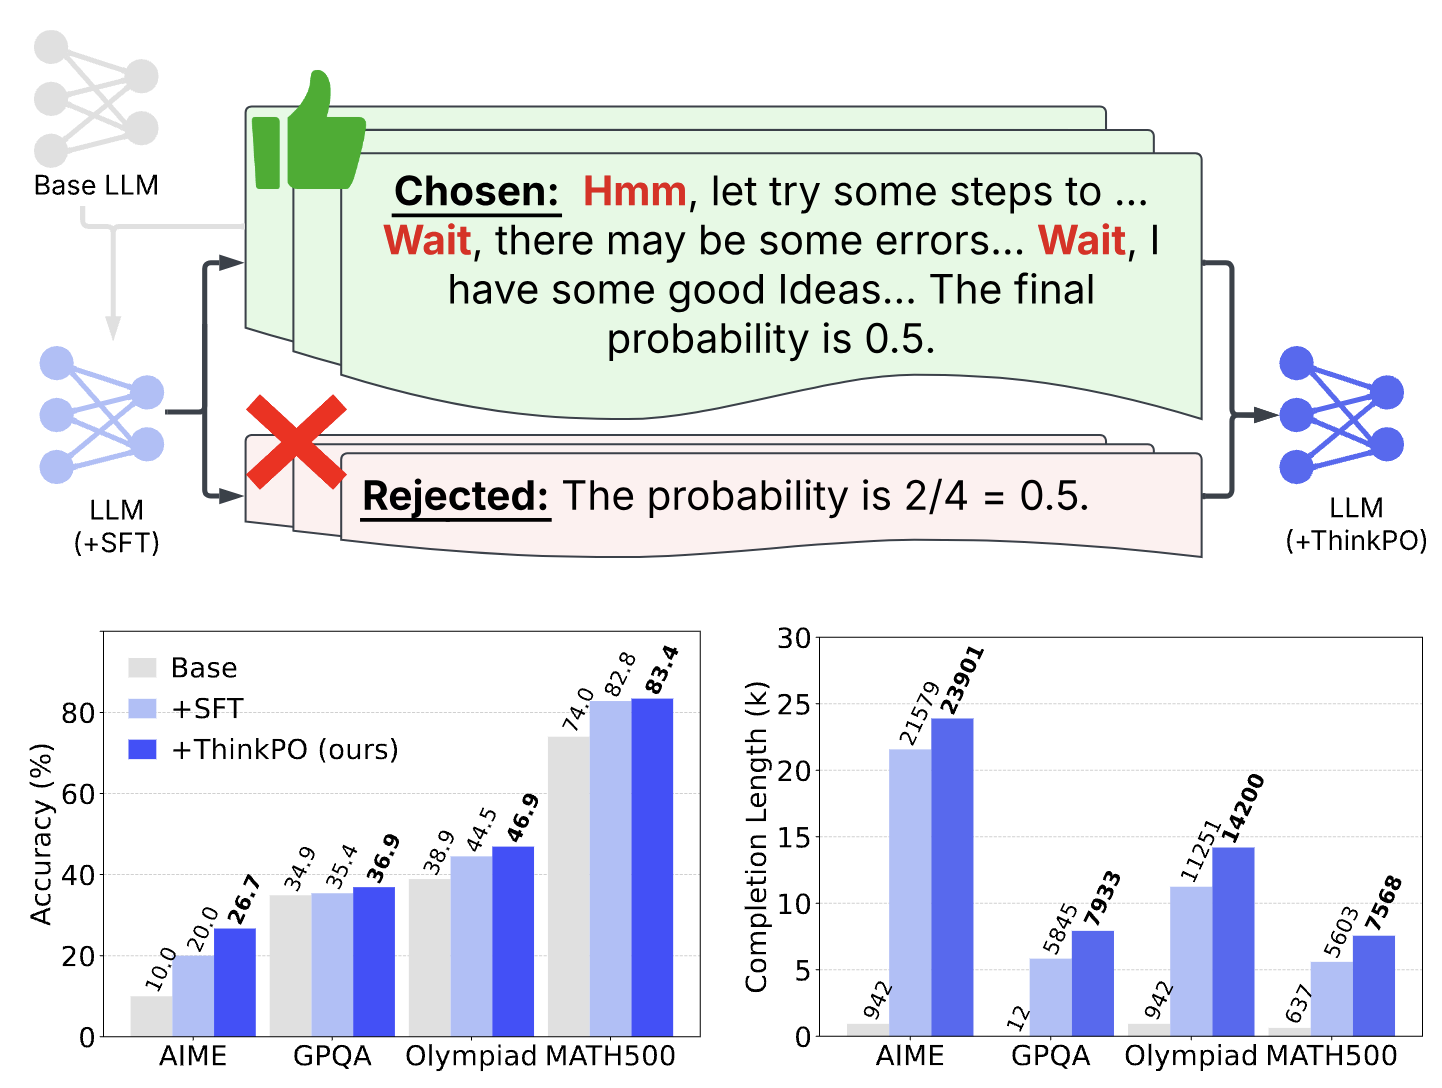 Base LLM
Chosen: Hmm, let try some steps to ...
Wait, there may be some errors... Wait, I
have some good Ideas... The final
probability is 0.5.
Rejected: The probability is 2/4 = 0.5.
LLM
(+SFT)
LLM
(+ThinkPO)
Base
+SFT
+ThinkPO (ours)
Accuracy (%)
80
60
40
20
0
10.0
20.0
26.7
34.9
35.4
36.9
38.9
44.5
46.9
74.0
82.8
83.4
AIME
GPQA
Olympiad
MATH500
Completion Length (k)
30
25
20
15
10
5
0
942
21579
23901
12
5845
7933
942
11251
14200
637
5603
7568
AIME
GPQA
Olympiad
MATH500